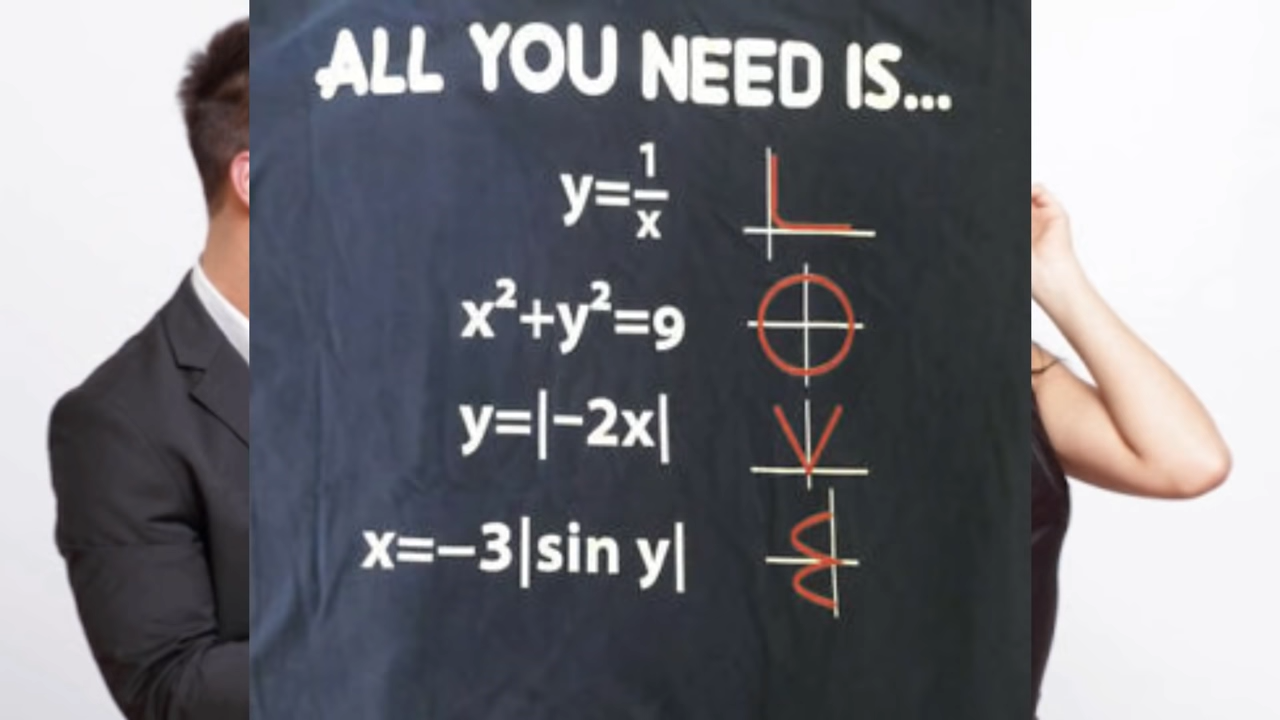 ALL YOU NEED IS...
y=1/x
x²+y²=9
y=|−2x|
x=−3|sin y|